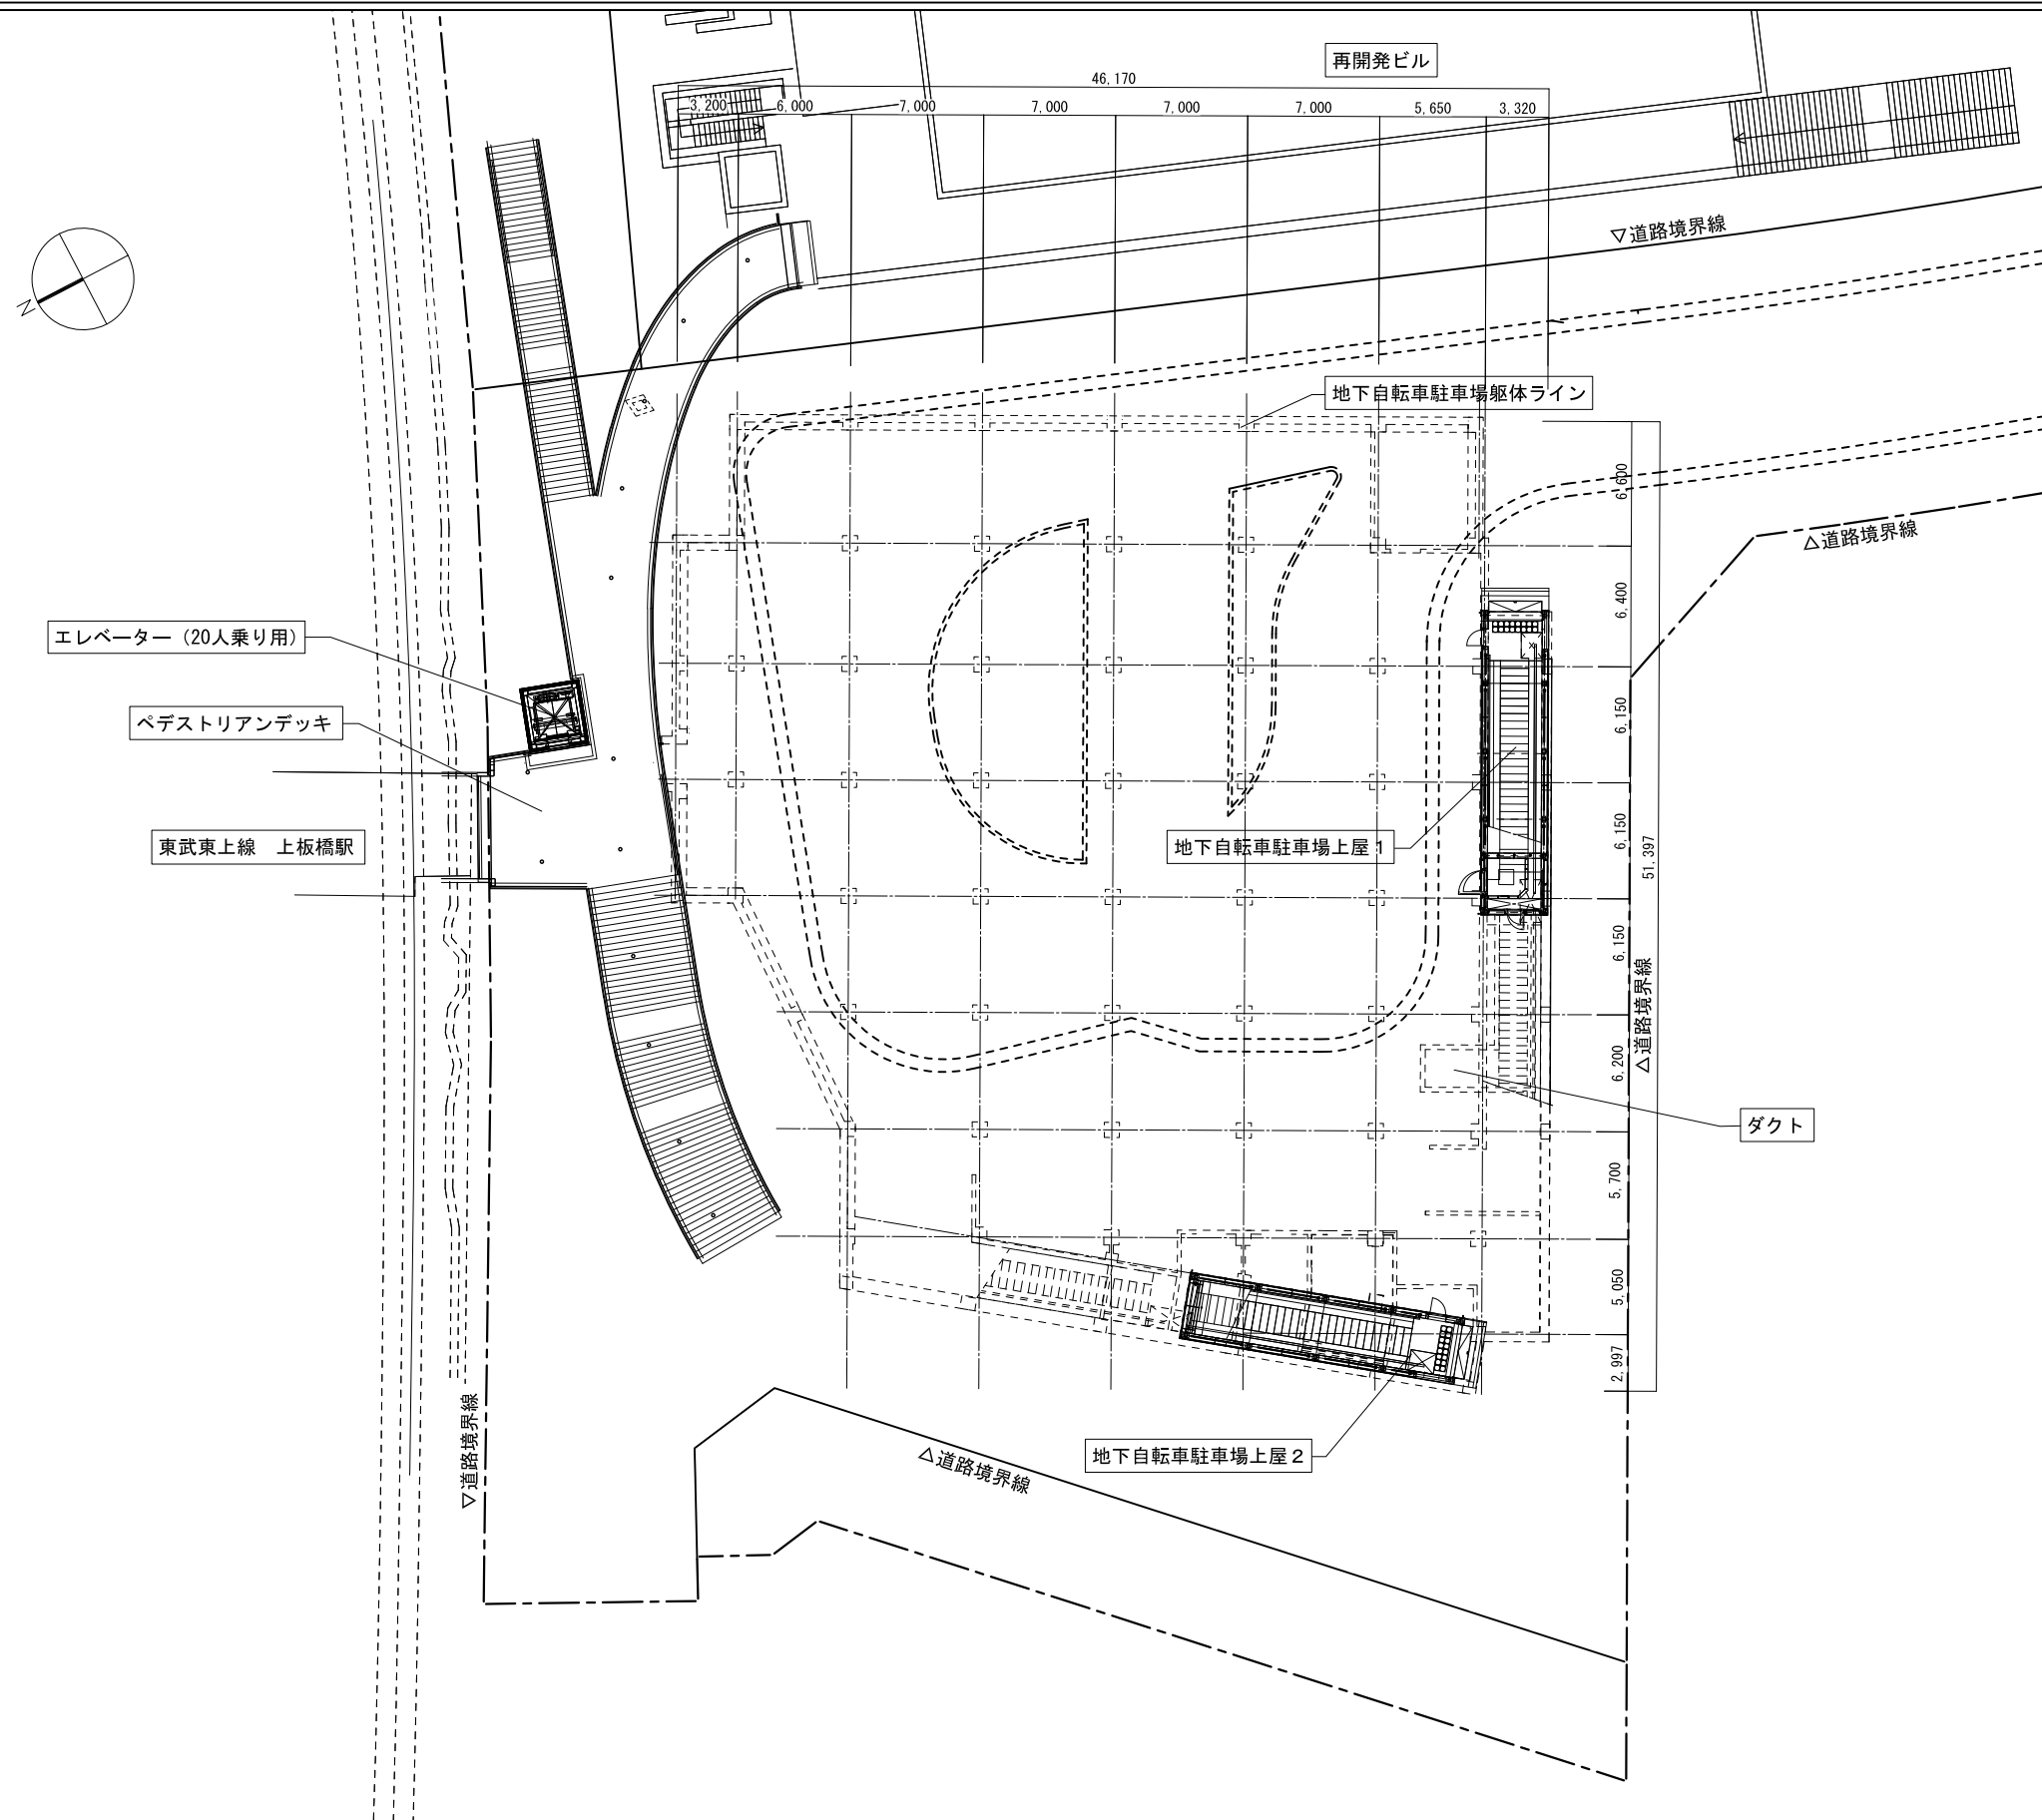 再開発ビル
46,170
3,200 6,000 7,000 7,000 7,000 7,000 5,650 3,320
▽道路境界線
N
地下自転車駐車場躯体ライン
6,600
△道路境界線
6,400
エレベーター（20人乗り用）
ペデストリアンデッキ
6,150
東武東上線　上板橋駅
地下自転車駐車場上屋１
6,150
51,397
6,150
△道路境界線
6,200
ダクト
5,700
5,050
2,997
▽道路境界線
地下自転車駐車場上屋２
△道路境界線